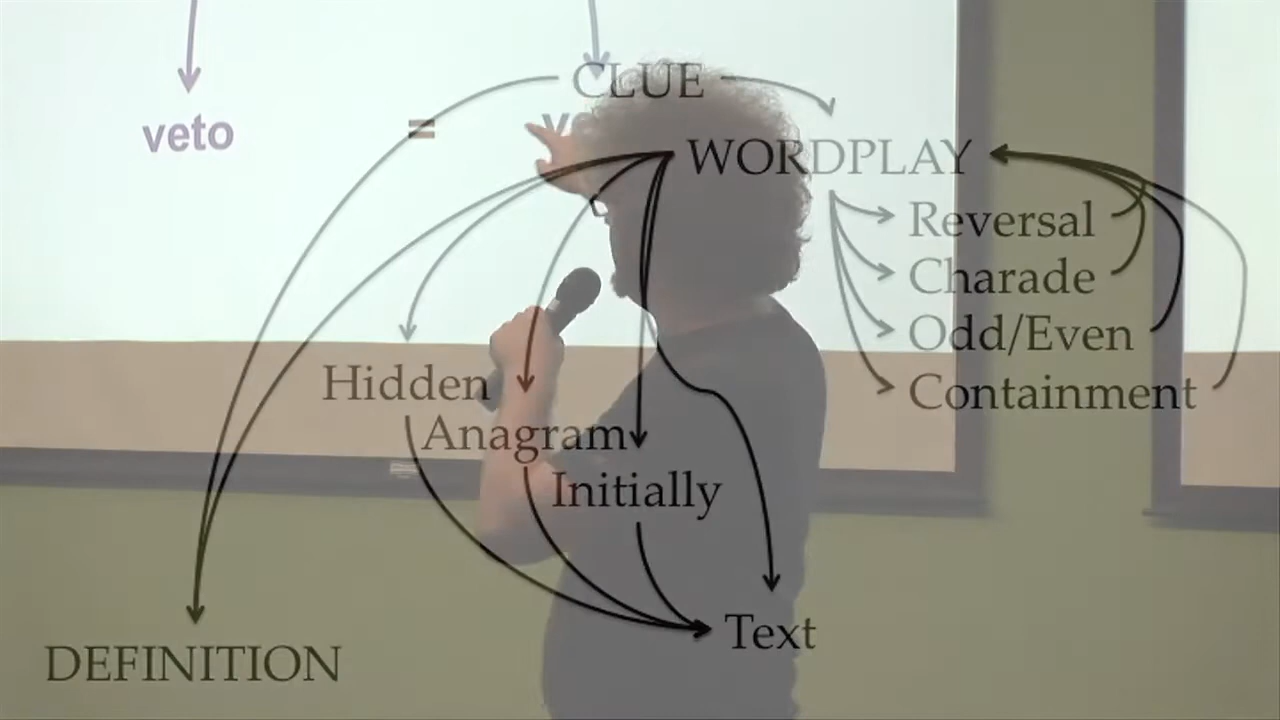 CLUE
veto
=
WORDPLAY
Reversal
Charade
Odd/Even
Containment
Hidden
Anagram
Initially
Text
DEFINITION